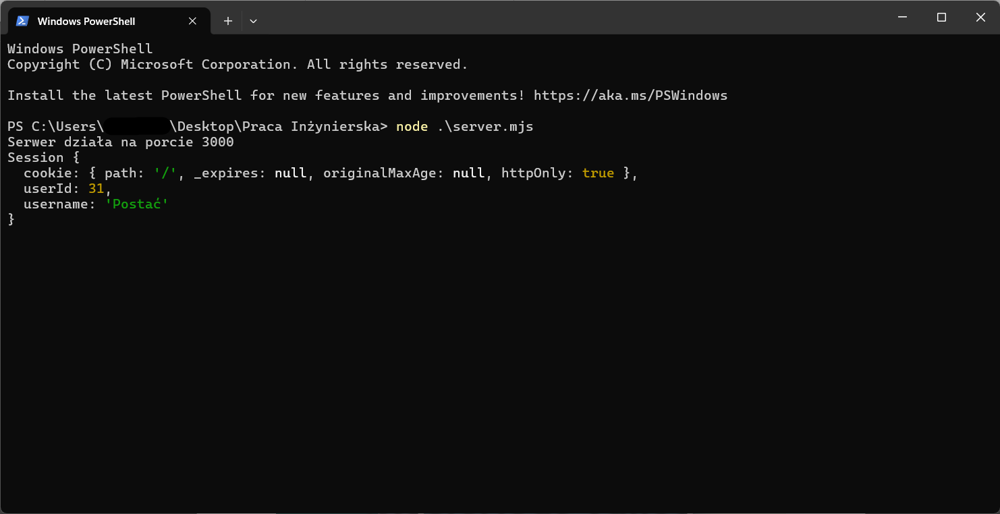 Windows PowerShell
Windows PowerShell
Copyright (C) Microsoft Corporation. All rights reserved.
Install the latest PowerShell for new features and improvements! https://aka.ms/PSWindows
PS C:\Users\ \Desktop\Praca Inżynierska> node .\server.mjs
Serwer działa na porcie 3000
Session {
  cookie: { path: '/', _expires: null, originalMaxAge: null, httpOnly: true },
  userId: 31,
  username: 'Postać'
}